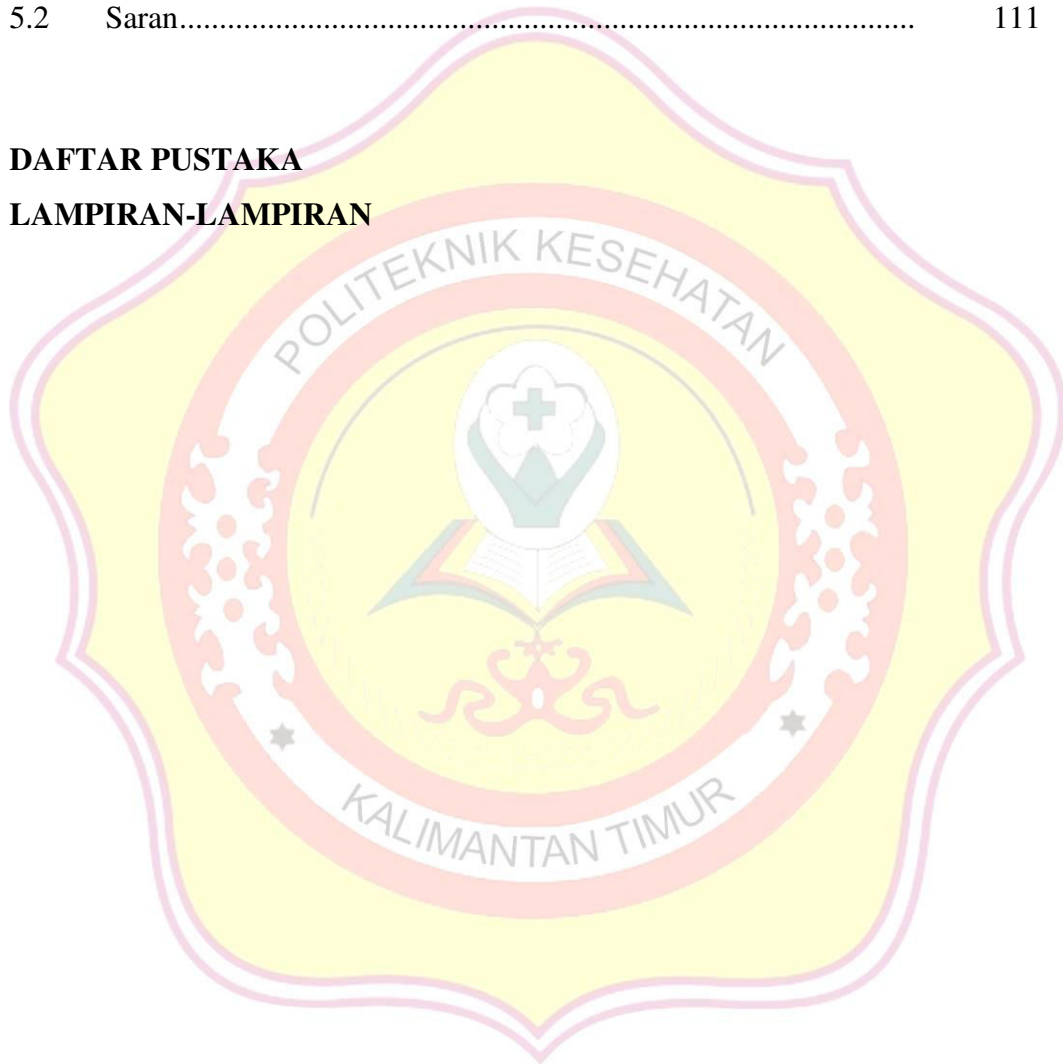 5.2 Saran.......................................................................................... 111
DAFTAR PUSTAKA
LAMPIRAN-LAMPIRAN
POLITEKNIK KESEHATAN
KALIMANTAN TIMUR